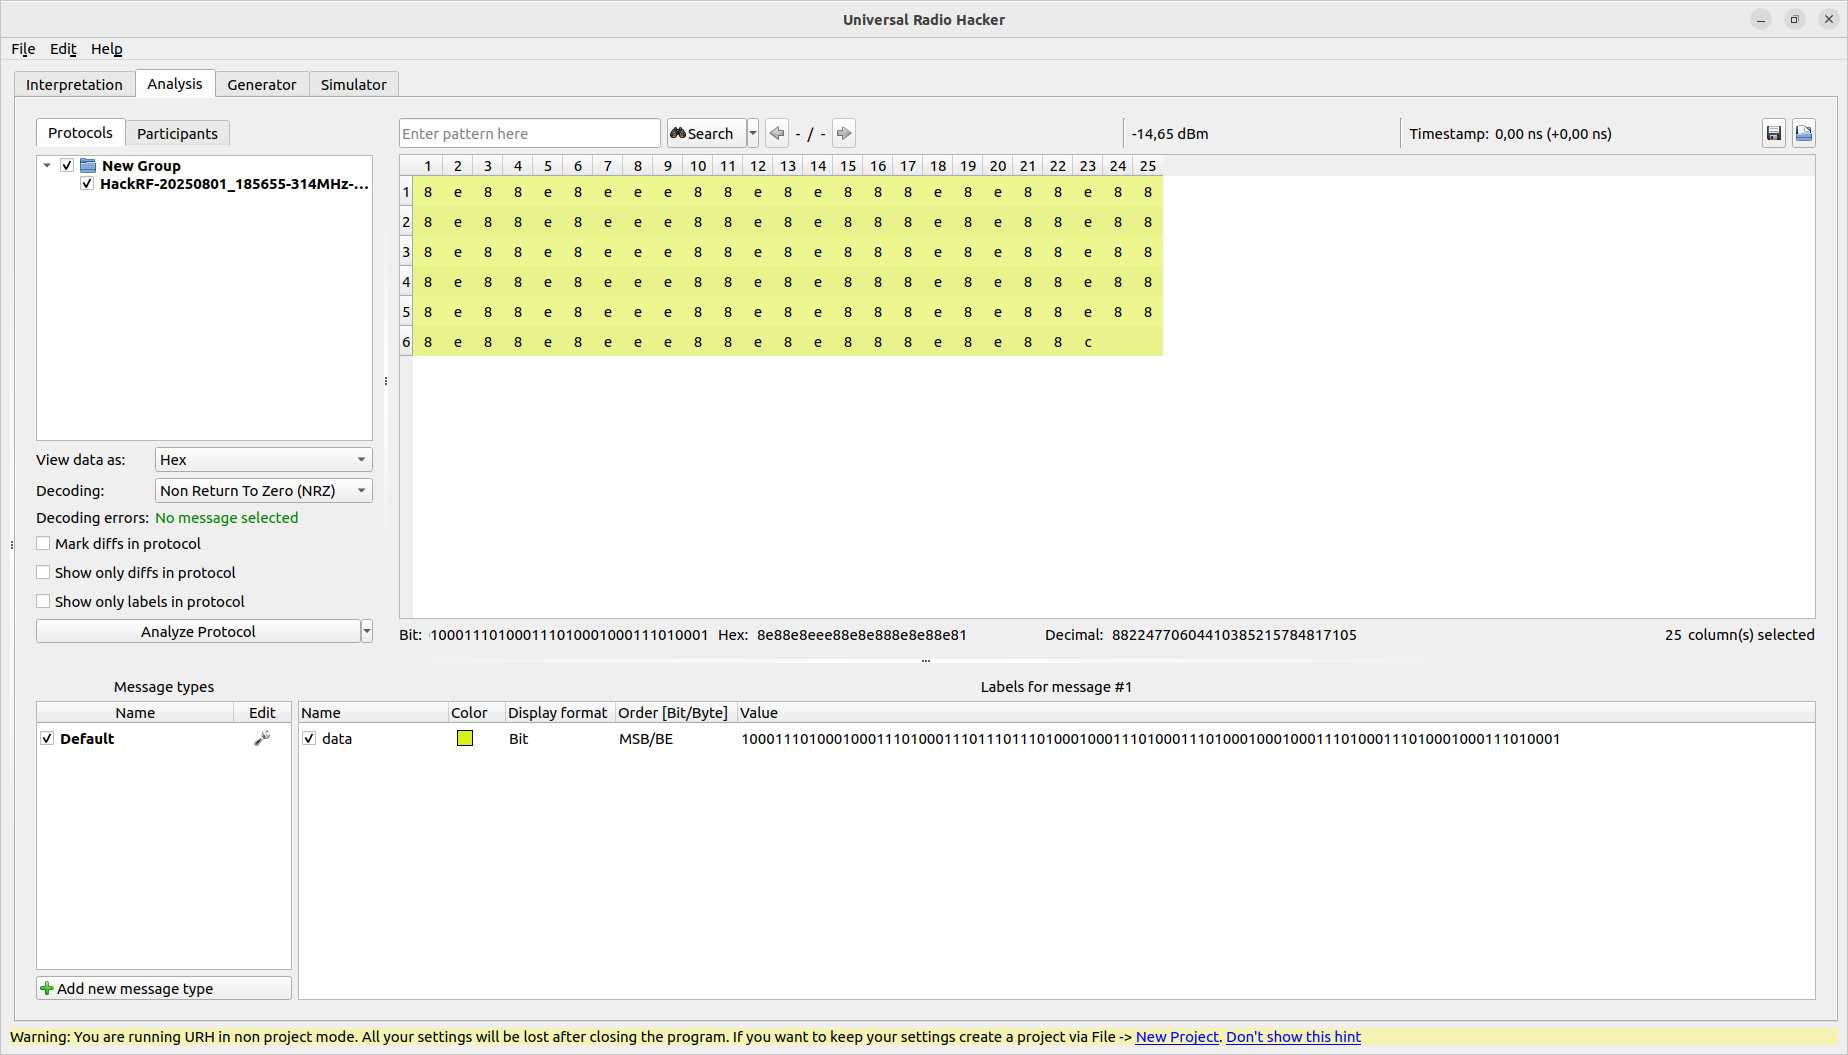 Universal Radio Hacker
File Edit Help
Interpretation Analysis Generator Simulator
Protocols Participants
New Group
HackRF-20250801_185655-314MHz-...
View data as: Hex
Decoding: Non Return To Zero (NRZ)
Decoding errors: No message selected
Mark diffs in protocol
Show only diffs in protocol
Show only labels in protocol
Analyze Protocol
Enter pattern here Search - / - -14,65 dBm Timestamp: 0,00 ns (+0,00 ns)
1 2 3 4 5 6 7 8 9 10 11 12 13 14 15 16 17 18 19 20 21 22 23 24 25
1 8 e 8 8 e 8 e e e 8 8 e 8 e 8 8 8 e 8 e 8 8 e 8 8
2 8 e 8 8 e 8 e e e 8 8 e 8 e 8 8 8 e 8 e 8 8 e 8 8
3 8 e 8 8 e 8 e e e 8 8 e 8 e 8 8 8 e 8 e 8 8 e 8 8
4 8 e 8 8 e 8 e e e 8 8 e 8 e 8 8 8 e 8 e 8 8 e 8 8
5 8 e 8 8 e 8 e e e 8 8 e 8 e 8 8 8 e 8 e 8 8 e 8 8
6 8 e 8 8 e 8 e e e 8 8 e 8 e 8 8 8 e 8 e 8 8 c
Bit: 100011101000111010001000111010001 Hex: 8e88e8eee88e8e888e8e88e81 Decimal: 88224770604410385215784817105 25 column(s) selected
Message types
Name Edit
Default
Add new message type
Labels for message #1
Name Color Display format Order [Bit/Byte] Value
data Bit MSB/BE 1000111010001000111010001110111011101000100011101000111010001000100011101000111010001000111010001
Warning: You are running URH in non project mode. All your settings will be lost after closing the program. If you want to keep your settings create a project via File -> New Project. Don't show this hint